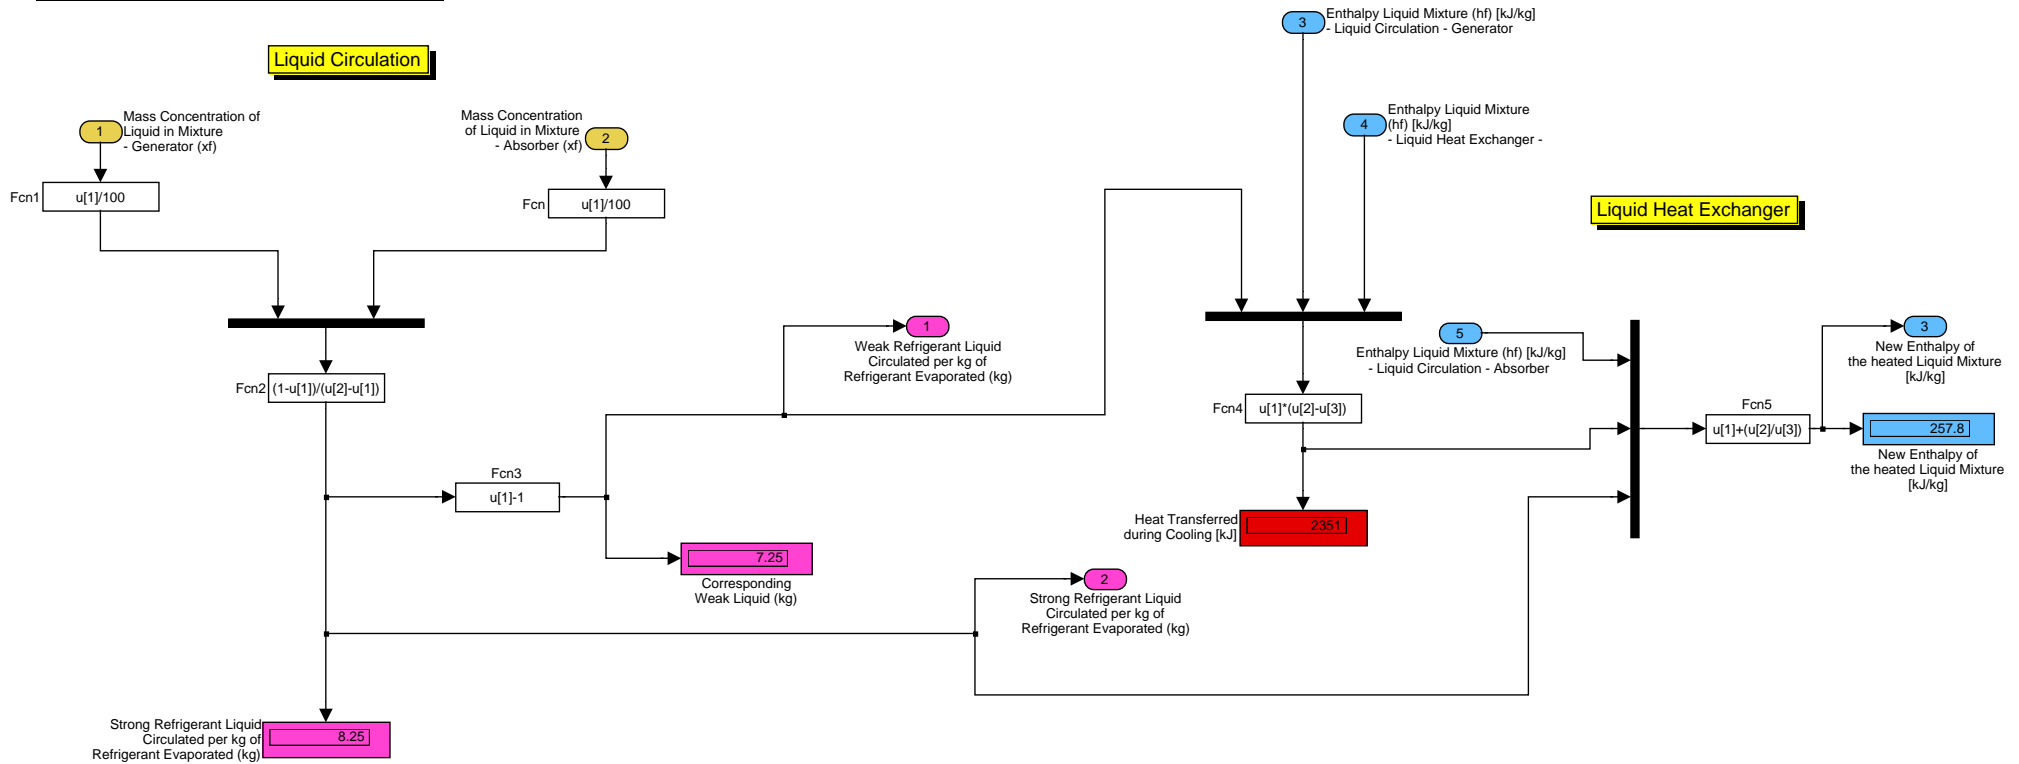 3
Enthalpy Liquid Mixture (hf) [kJ/kg]
- Liquid Circulation - Generator
Liquid Circulation
1
Mass Concentration of
Liquid in Mixture
- Generator (xf)
Mass Concentration
of Liquid in Mixture
- Absorber (xf)
2
4
Enthalpy Liquid Mixture
(hf) [kJ/kg]
- Liquid Heat Exchanger -
Fcn1
u[1]/100
Fcn
u[1]/100
Liquid Heat Exchanger
1
Weak Refrigerant Liquid
Circulated per kg of
Refrigerant Evaporated (kg)
5
Enthalpy Liquid Mixture (hf) [kJ/kg]
- Liquid Circulation - Absorber
3
New Enthalpy of
the heated Liquid Mixture
[kJ/kg]
Fcn2
(1-u[1])/(u[2]-u[1])
Fcn4
u[1]*(u[2]-u[3])
Fcn5
u[1]+(u[2]/u[3])
257.8
New Enthalpy of
the heated Liquid Mixture
[kJ/kg]
Fcn3
u[1]-1
Heat Transferred
during Cooling [kJ]
2351
7.25
Corresponding
Weak Liquid (kg)
2
Strong Refrigerant Liquid
Circulated per kg of
Refrigerant Evaporated (kg)
Strong Refrigerant Liquid
Circulated per kg of
Refrigerant Evaporated (kg)
8.25